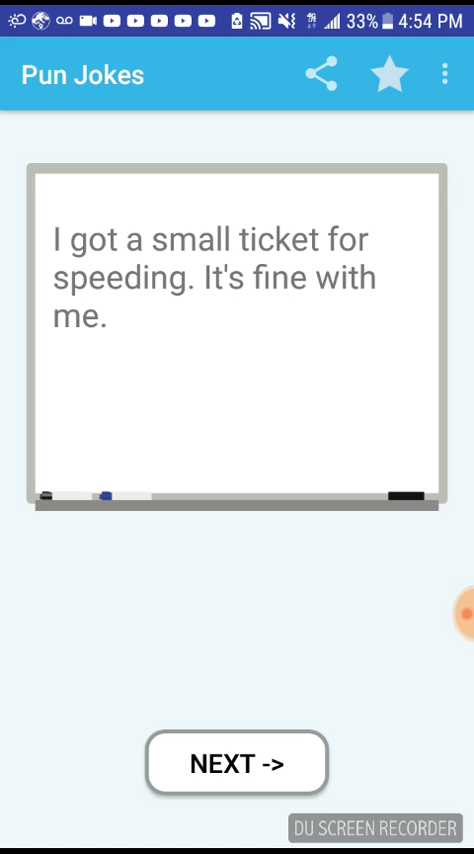 33% 4:54 PM
Pun Jokes
I got a small ticket for
speeding. It's fine with
me.
NEXT ->
DU SCREEN RECORDER